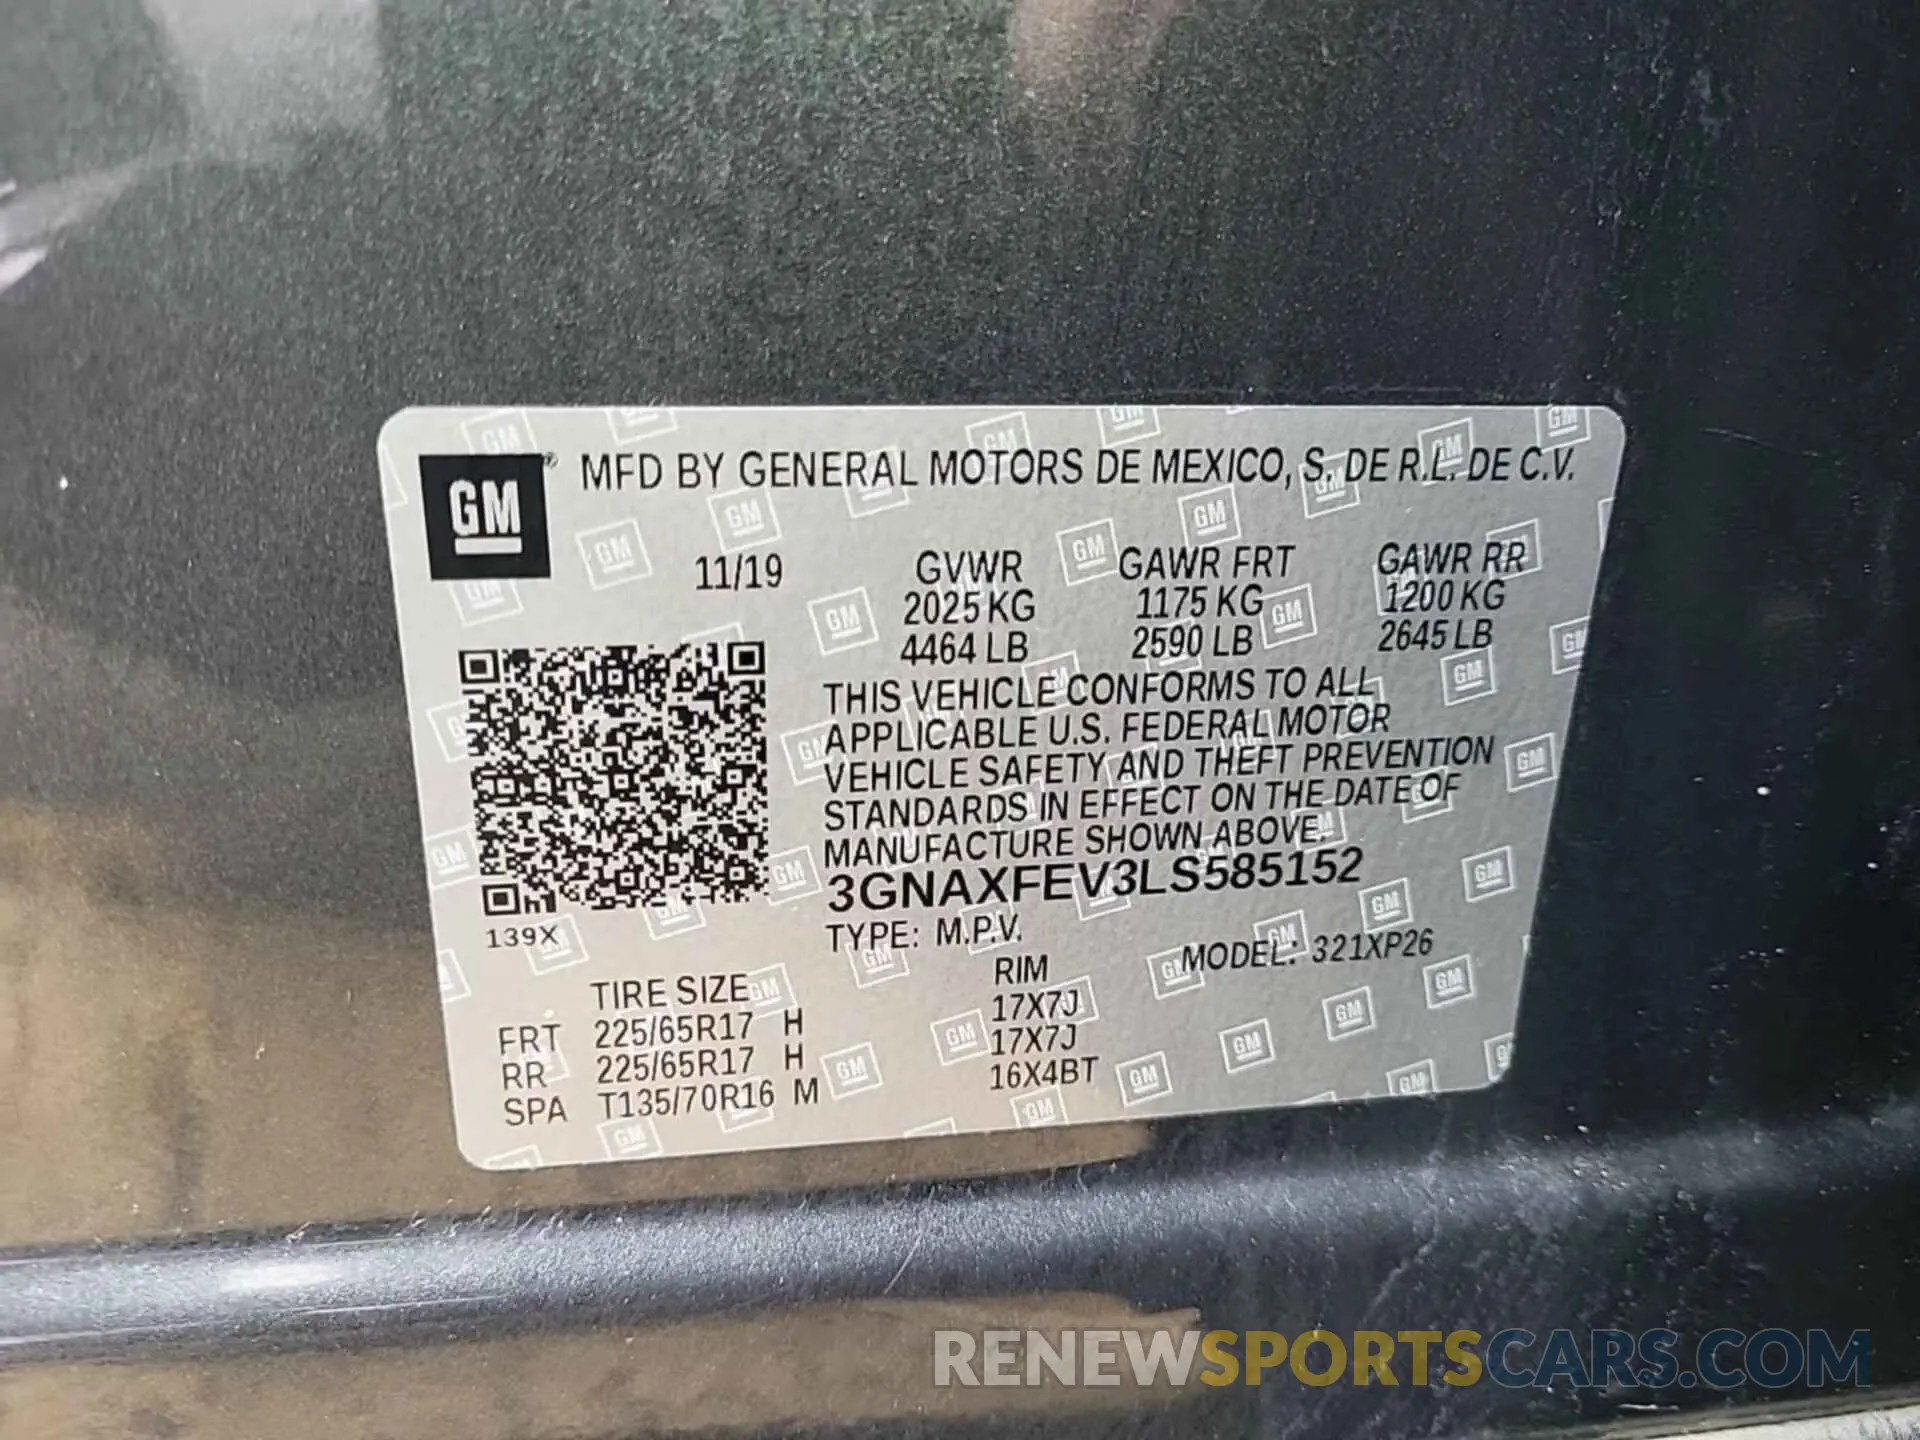 GM® MFD BY GENERAL MOTORS DE MEXICO, S. DE R.L. DE C.V.
11/19 GVWR GAWR FRT GAWR RR
2025 KG 1175 KG 1200 KG
4464 LB 2590 LB 2645 LB
THIS VEHICLE CONFORMS TO ALL
APPLICABLE U.S. FEDERAL MOTOR
VEHICLE SAFETY AND THEFT PREVENTION
STANDARDS IN EFFECT ON THE DATE OF
MANUFACTURE SHOWN ABOVE.
3GNAXFEV3LS585152
139X TYPE: M.P.V. MODEL: 321XP26
TIRE SIZE RIM
FRT 225/65R17 H 17X7J
RR 225/65R17 H 17X7J
SPA T135/70R16 M 16X4BT
RENEWSPORTSCARS.COM